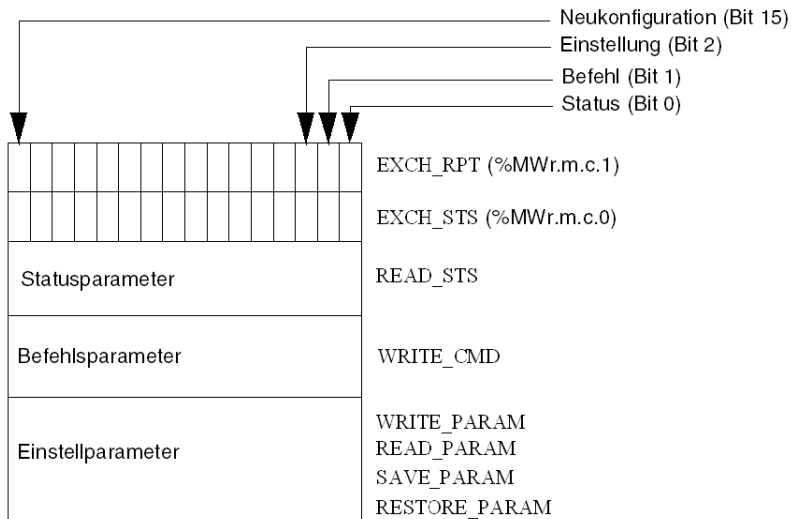 Neukonfiguration (Bit 15)
Einstellung (Bit 2)
Befehl (Bit 1)
Status (Bit 0)
EXCH_RPT (%MWr.m.c.1)
EXCH_STS (%MWr.m.c.0)
Statusparameter READ_STS
Befehlsparameter WRITE_CMD
WRITE_PARAM
Einstellparameter READ_PARAM
SAVE_PARAM
RESTORE_PARAM